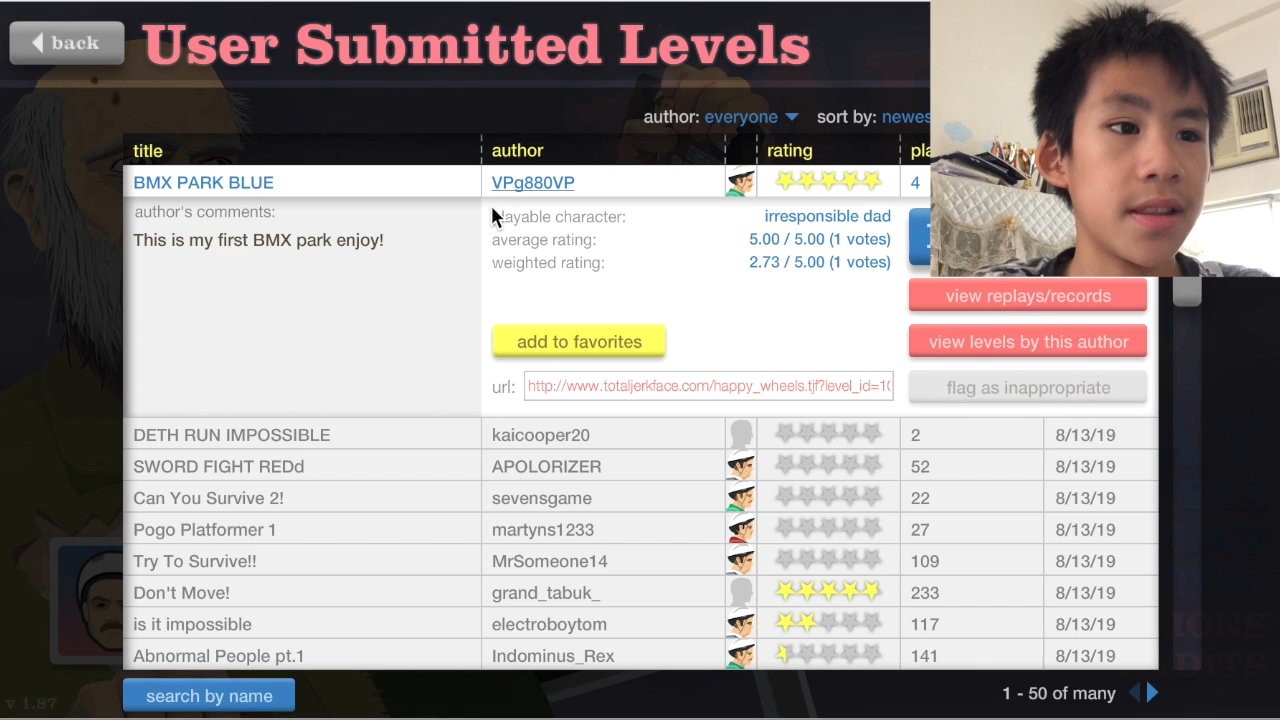 back
User Submitted Levels
author: everyone sort by: newes
title author rating pla
BMX PARK BLUE VPg880VP 4
author's comments:
This is my first BMX park enjoy!
layable character: irresponsible dad
average rating: 5.00 / 5.00 (1 votes)
weighted rating: 2.73 / 5.00 (1 votes)
view replays/records
add to favorites
view levels by this author
url: http://www.totaljerkface.com/happy_wheels.tjf?level_id=1(
flag as inappropriate
DETH RUN IMPOSSIBLE kaicooper20 2 8/13/19
SWORD FIGHT REDd APOLORIZER 52 8/13/19
Can You Survive 2! sevensgame 22 8/13/19
Pogo Platformer 1 martyns1233 27 8/13/19
Try To Survive!! MrSomeone14 109 8/13/19
Don't Move! grand_tabuk_ 233 8/13/19
is it impossible electroboytom 117 8/13/19
Abnormal People pt.1 Indominus_Rex 141 8/13/19
v 1.87
search by name
1 - 50 of many